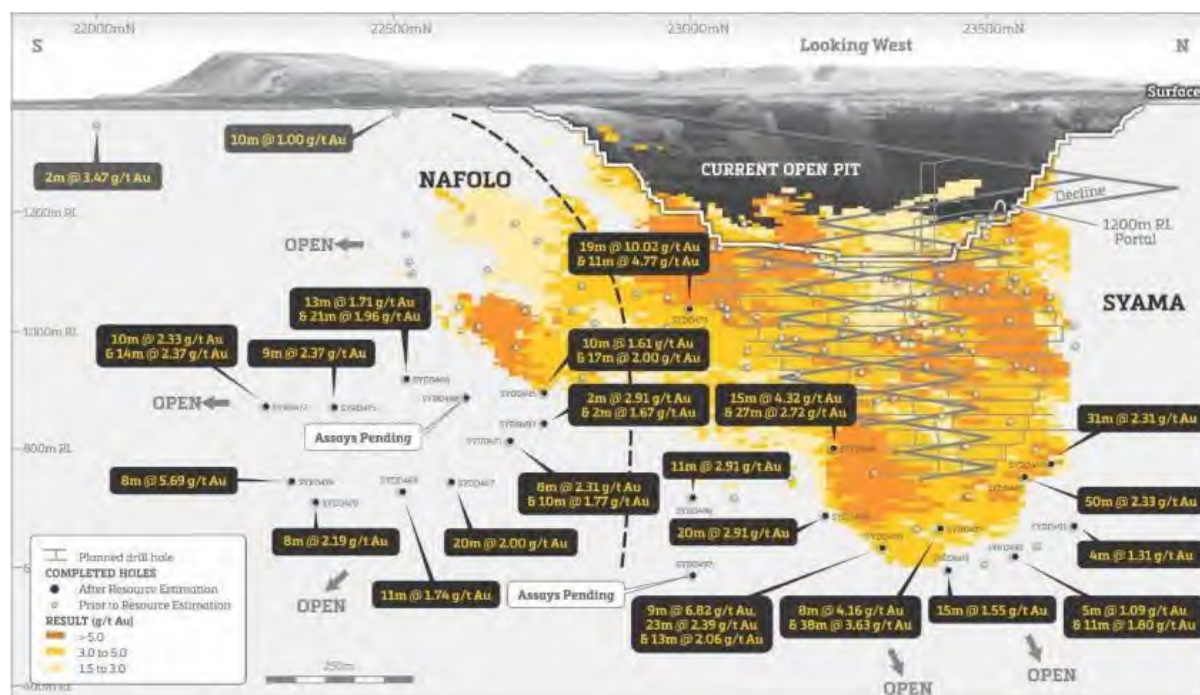 22000mN
22500mN
23000mN
23500mN
S
Looking West
N
Surface
10m @ 1.00 g/t Au
2m @ 3.47 g/t Au
NAFOLO
CURRENT OPEN PIT
Decline
1200m RL
1200m RL
Portal
OPEN
19m @ 10.02 g/t Au
& 11m @ 4.77 g/t Au
SYAMA
13m @ 1.71 g/t Au
& 21m @ 1.96 g/t Au
1000m RL
10m @ 2.33 g/t Au
& 14m @ 2.37 g/t Au
9m @ 2.37 g/t Au
10m @ 1.61 g/t Au
& 17m @ 2.00 g/t Au
OPEN
2m @ 2.91 g/t Au
& 2m @ 1.67 g/t Au
15m @ 4.32 g/t Au
& 27m @ 2.72 g/t Au
31m @ 2.31 g/t Au
Assays Pending
800m RL
8m @ 5.69 g/t Au
8m @ 2.31 g/t Au
& 10m @ 1.77 g/t Au
11m @ 2.91 g/t Au
50m @ 2.33 g/t Au
8m @ 2.19 g/t Au
20m @ 2.00 g/t Au
20m @ 2.91 g/t Au
4m @ 1.31 g/t Au
OPEN
11m @ 1.74 g/t Au
Assays Pending
9m @ 6.82 g/t Au,
23m @ 2.39 g/t Au
& 13m @ 2.06 g/t Au
8m @ 4.16 g/t Au
& 38m @ 3.63 g/t Au
15m @ 1.55 g/t Au
5m @ 1.09 g/t Au
& 11m @ 1.80 g/t Au
OPEN
OPEN
Planned drill hole
COMPLETED HOLES
After Resource Estimation
Prior to Resource Estimation
RESULT (g/t Au)
>5.0
3.0 to 5.0
1.5 to 3.0
250m
400m RL